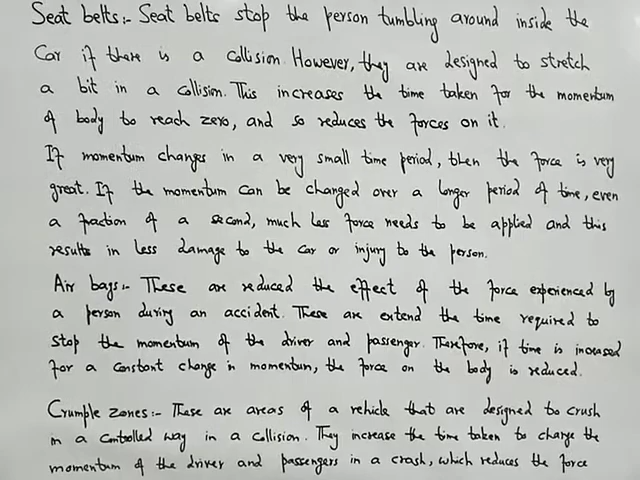 Seat belts:- Seat belts stop the person tumbling around inside the
Car if there is a collision. However, they are designed to stretch
a bit in a collision. This increases the time taken for the momentum
of body to reach zero, and so reduces the forces on it.
If momentum changes in a very small time period, then the force is very
great. If the momentum can be changed over a longer period of time, even
a fraction of a second, much less force needs to be applied and this
results in less damage to the car or injury to the person.
Air bags:- These are reduced the effect of the force experienced by
a person during an accident. These are extend the time required to
stop the momentum of the driver and passenger. Therefore, if time is increased
for a constant change in momentum, the force on the body is reduced.
Crumple zones:- These are areas of a vehicle that are designed to crush
in a controlled way in a collision. They increase the time taken to change the
momentum of the driver and passengers in a crash, which reduces the force